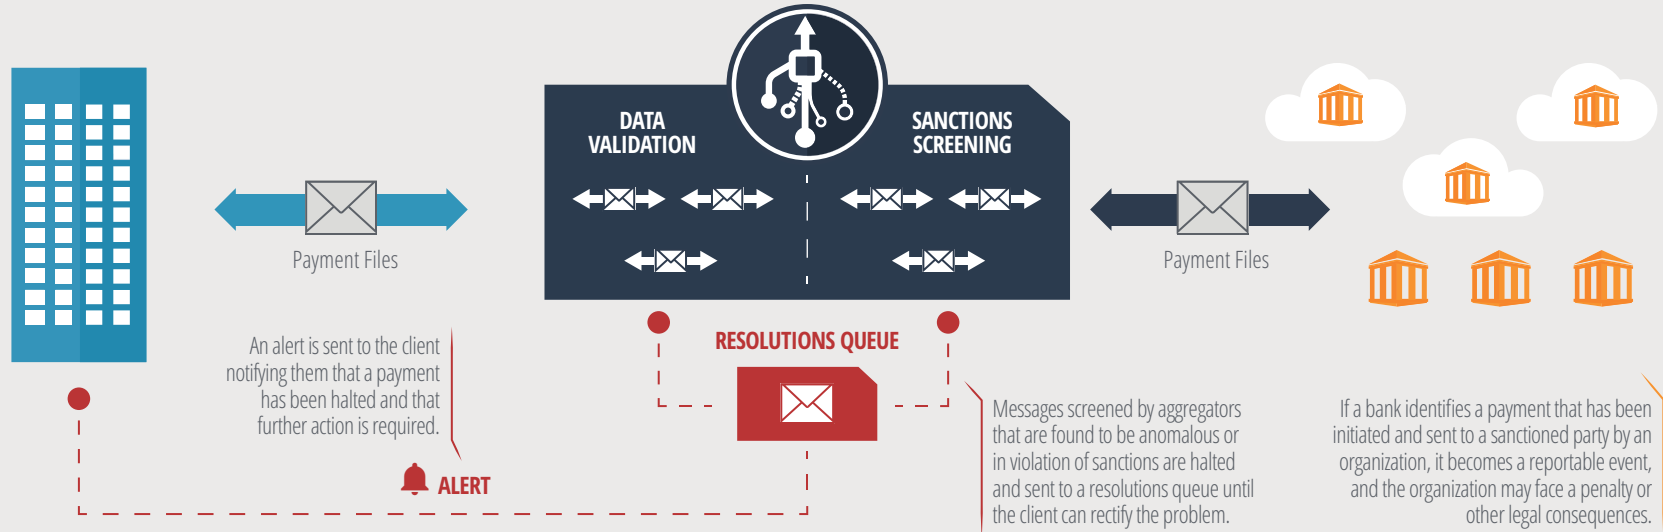 DATA
VALIDATION
SANCTIONS
SCREENING
Payment Files
Payment Files
An alert is sent to the client
notifying them that a payment
has been halted and that
further action is required.
RESOLUTIONS QUEUE
ALERT
Messages screened by aggregators
that are found to be anomalous or
in violation of sanctions are halted
and sent to a resolutions queue until
the client can rectify the problem.
If a bank identifies a payment that has been
initiated and sent to a sanctioned party by an
organization, it becomes a reportable event,
and the organization may face a penalty or
other legal consequences.